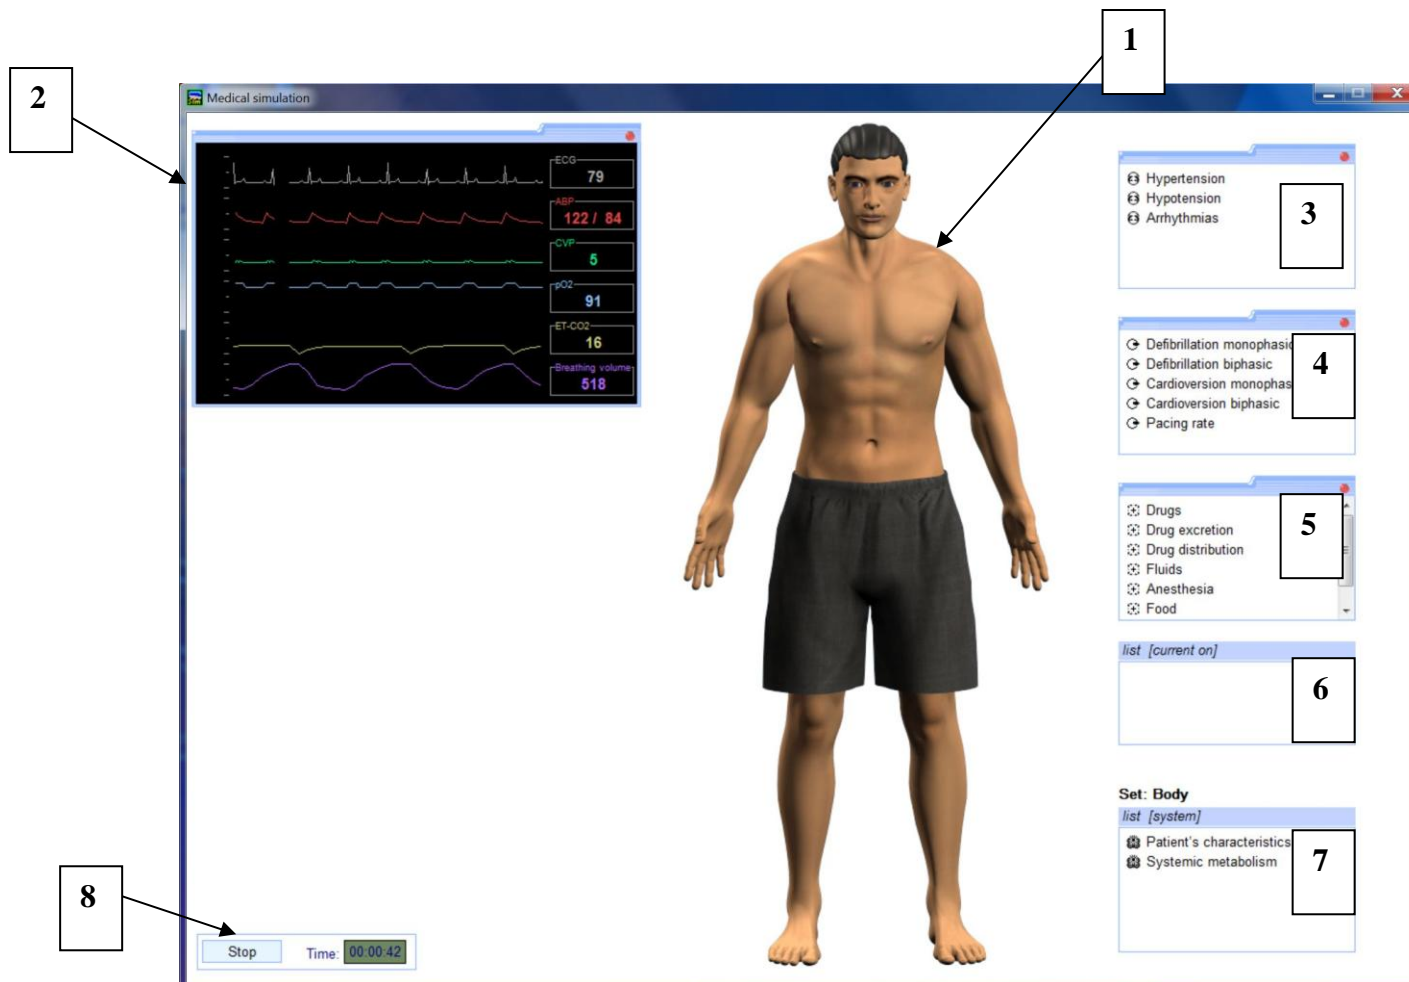 1
2
Medical simulation
ECG
79
ABP
122 / 84
CVP
5
pO2
91
ET-CO2
16
Breathing volume
518
Hypertension
Hypotension
Arrhythmias
3
Defibrillation monophasic
Defibrillation biphasic
Cardioversion monophas
Cardioversion biphasic
Pacing rate
4
Drugs
Drug excretion
Drug distribution
Fluids
Anesthesia
Food
5
list [current on]
6
Set: Body
list [system]
Patient's characteristics
Systemic metabolism
7
8
Stop Time: 00:00:42